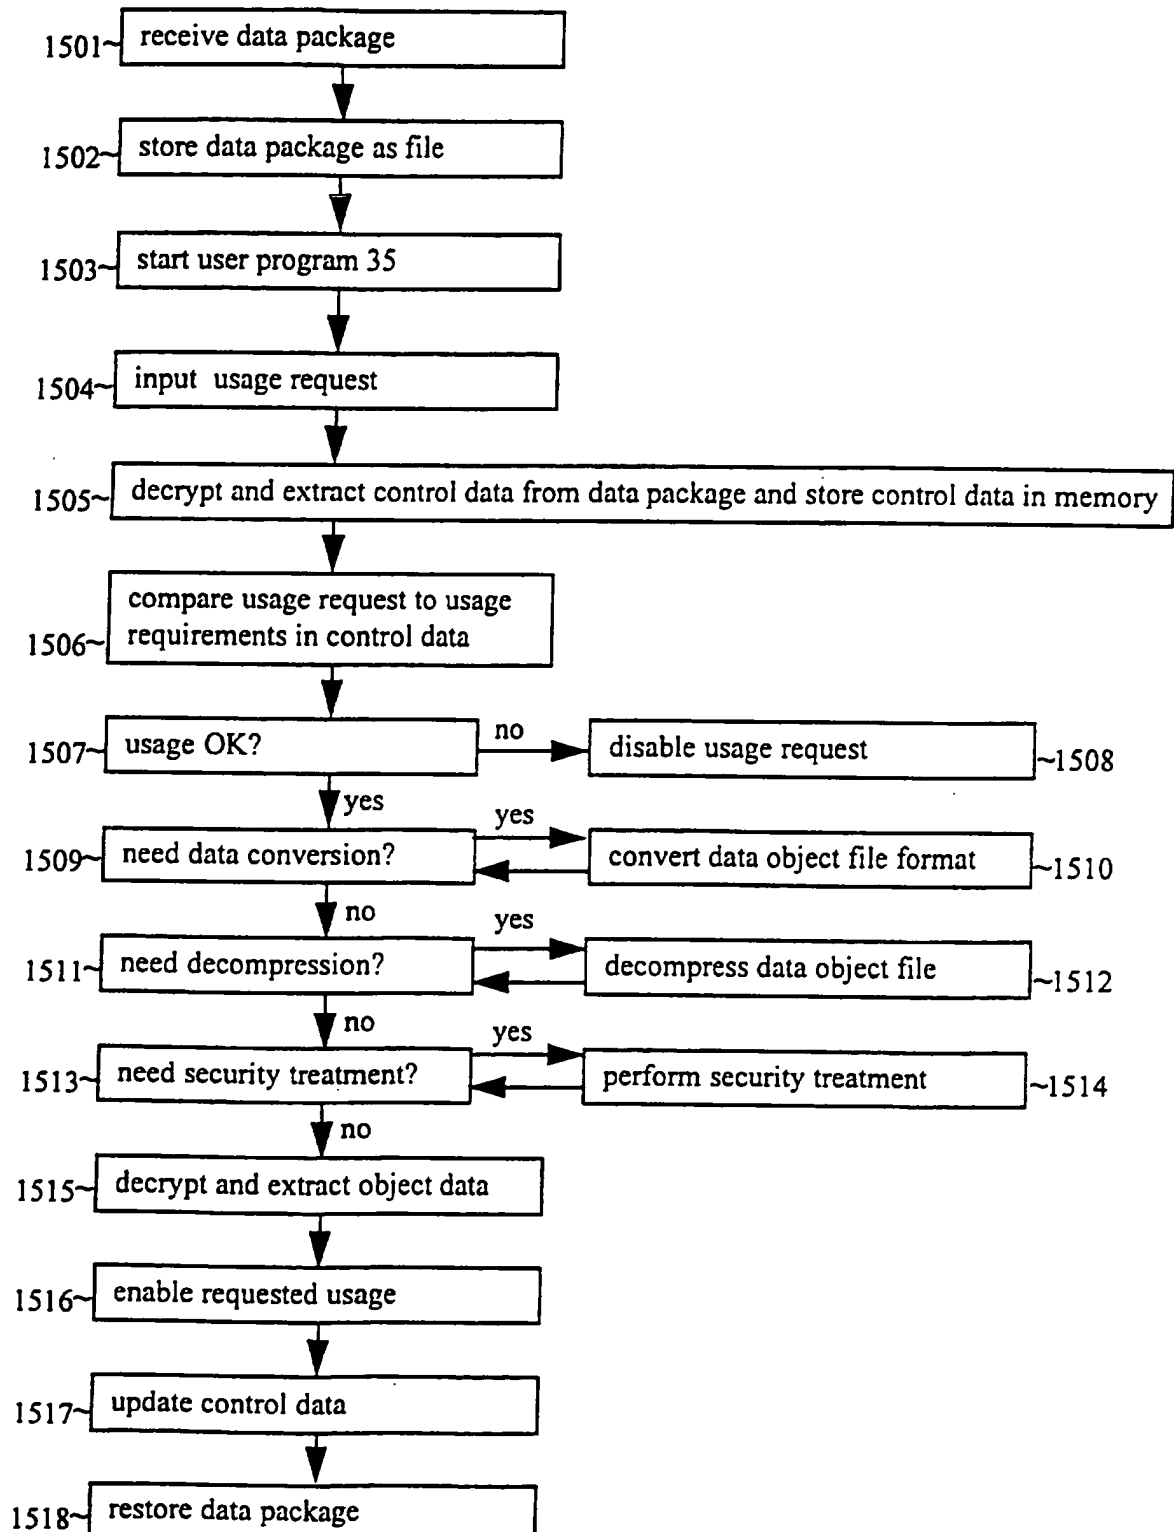 1501~ receive data package
1502~ store data package as file
1503~ start user program 35
1504~ input usage request
1505~ decrypt and extract control data from data package and store control data in memory
compare usage request to usage
1506~ requirements in control data
1507~ usage OK?
no
disable usage request ~1508
yes
yes
1509~ need data conversion?
convert data object file format ~1510
no
yes
1511~ need decompression?
decompress data object file ~1512
no
yes
1513~ need security treatment?
perform security treatment ~1514
no
1515~ decrypt and extract object data
1516~ enable requested usage
1517~ update control data
1518~ restore data package